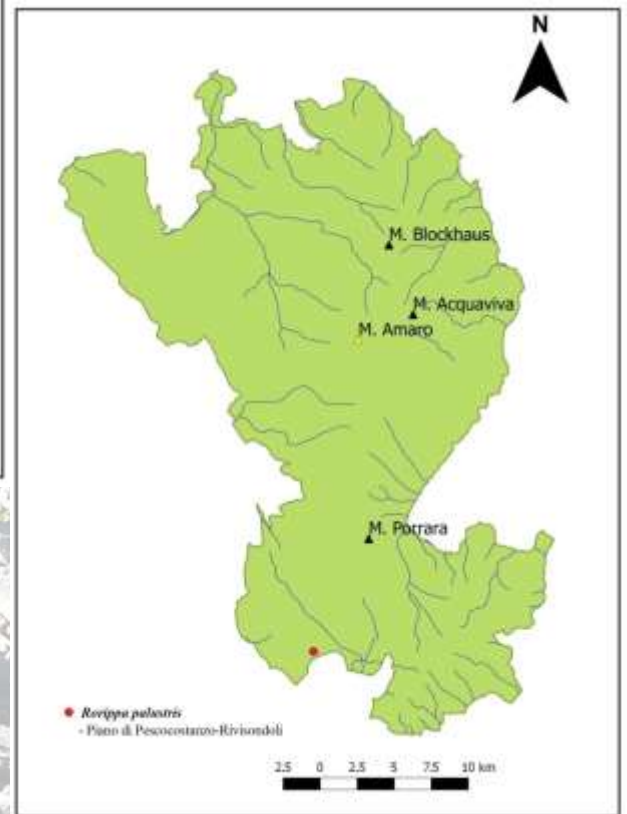 N
M. Blockhaus
M. Acquaviva
M. Amaro
M. Porrara
Rorippa palustris
- Piano di Pescocostanzo-Rivisondoli
2.5 0 2.5 5 7.5 10 km